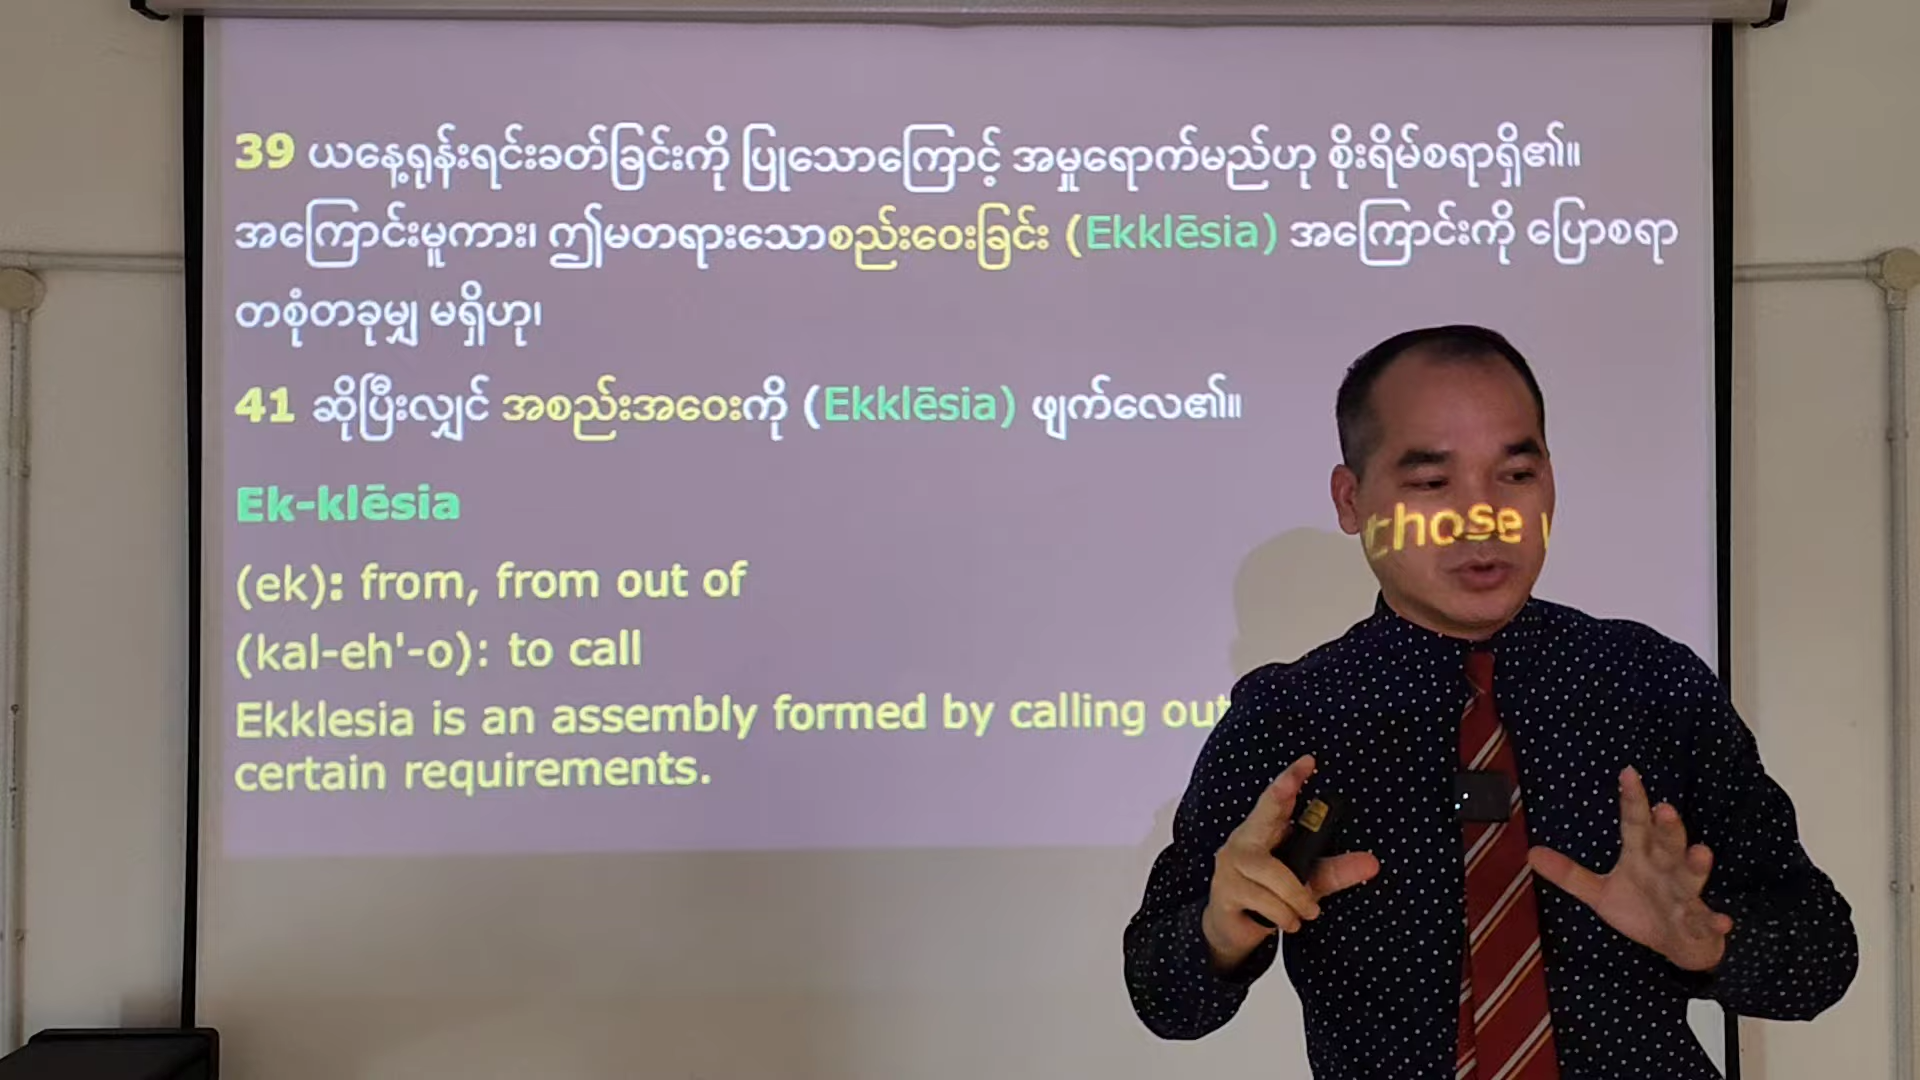 39 ယနေ့ရုန်းရင်းခတ်ခြင်းကို ပြုသောကြောင့် အမှုရောက်မည်ဟု စိုးရိမ်စရာရှိ၏။
အကြောင်းမူကား၊ ဤမတရားသောစည်းဝေးခြင်း (Ekklēsia) အကြောင်းကို ပြောစရာ
တစုံတခုမျှ မရှိဟု၊
41 ဆိုပြီးလျှင် အစည်းအဝေးကို (Ekklēsia) ဖျက်လေ၏။
Ek-klēsia
(ek): from, from out of
those
(kal-eh'-o): to call
Ekklesia is an assembly formed by calling out
certain requirements.